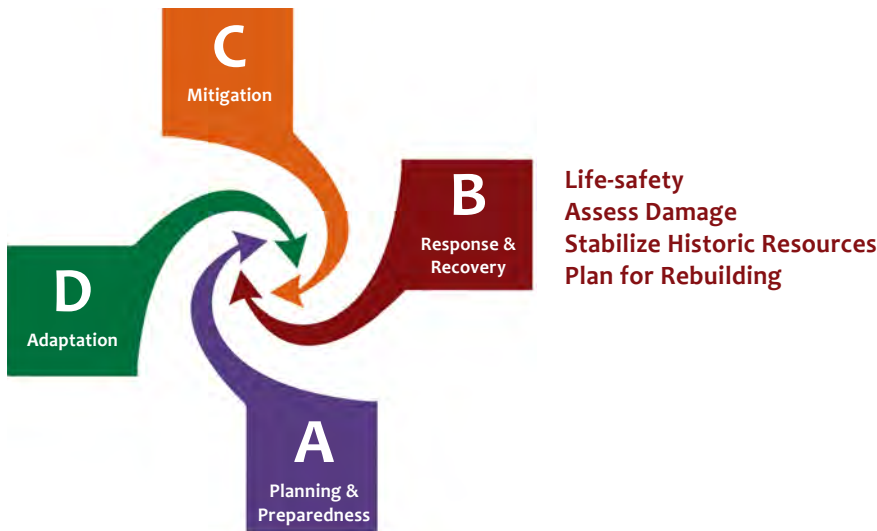 C
Mitigation
B
Response &
Recovery
Life-safety
Assess Damage
Stabilize Historic Resources
Plan for Rebuilding
D
Adaptation
A
Planning &
Preparedness